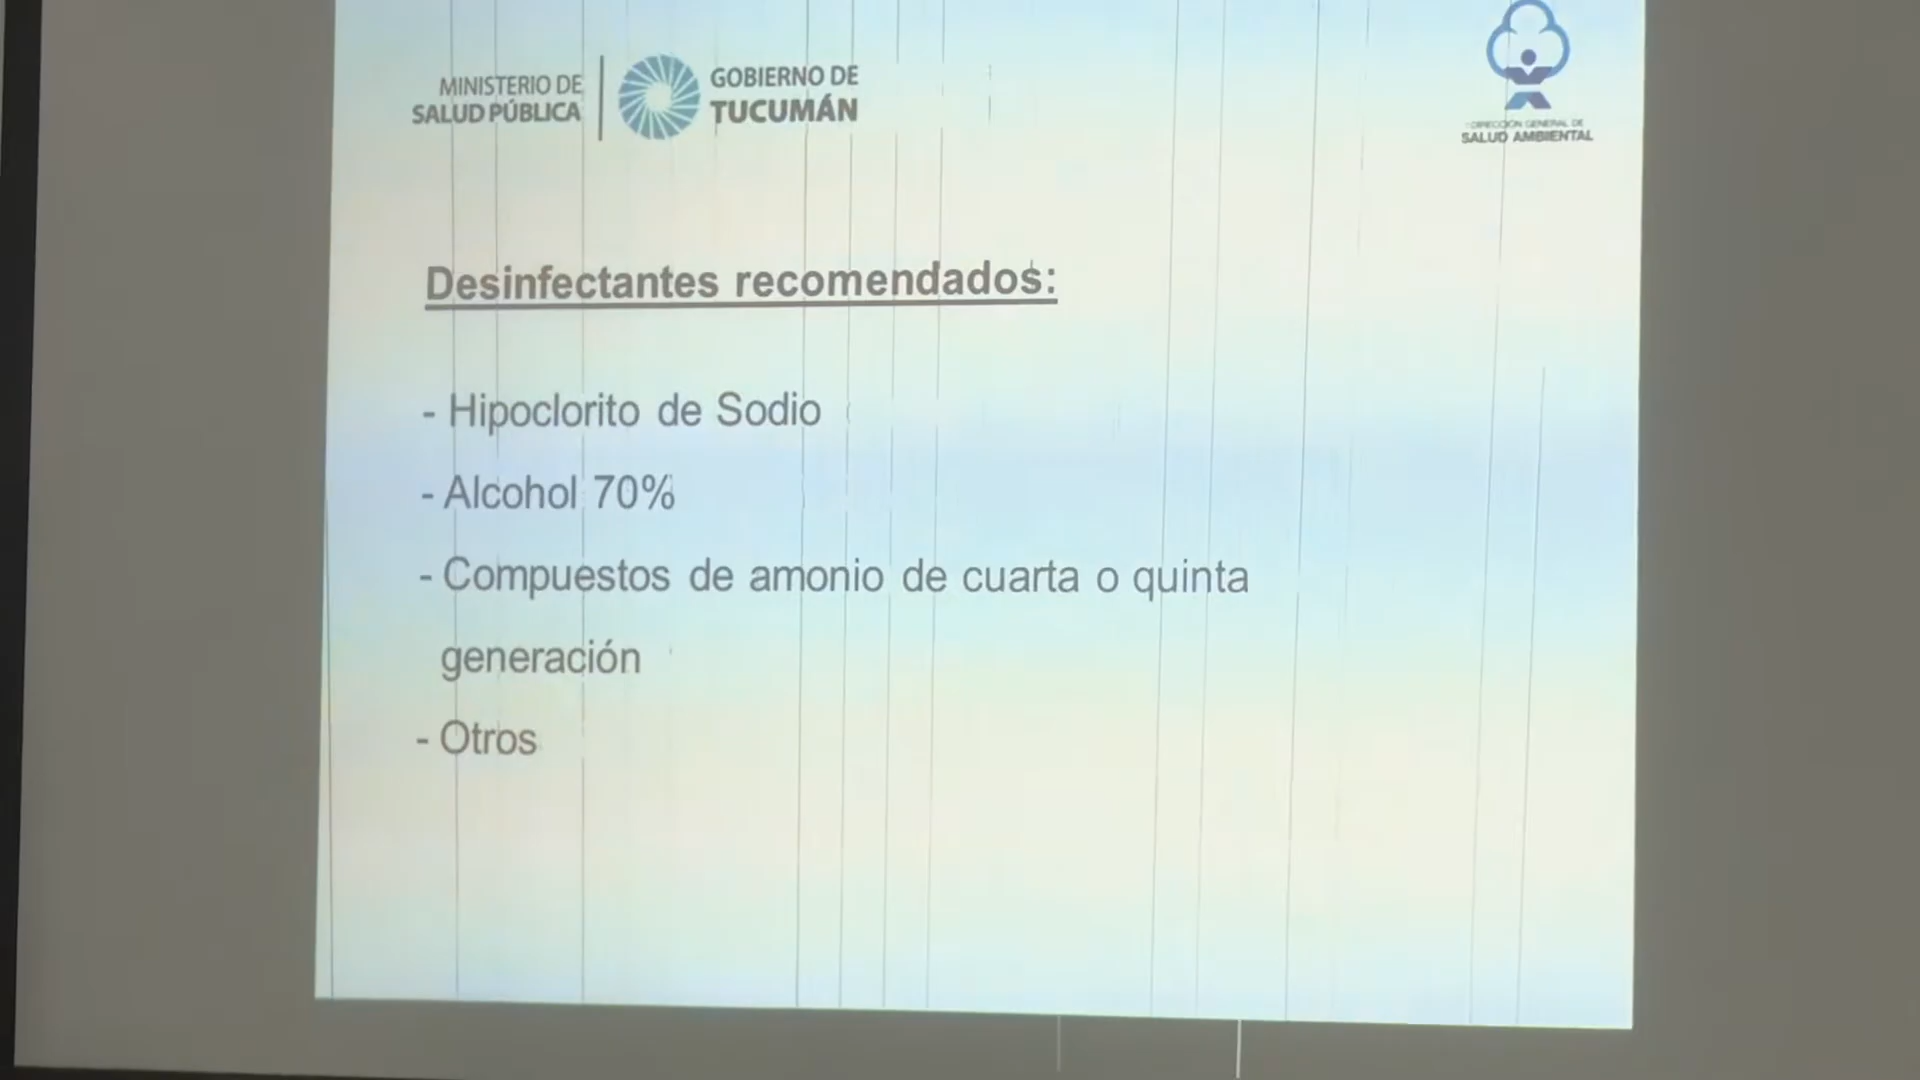 MINISTERIO DE
SALUD PÚBLICA
GOBIERNO DE
TUCUMÁN
DIRECCIÓN GENERAL DE
SALUD AMBIENTAL
Desinfectantes recomendados:
- Hipoclorito de Sodio
- Alcohol 70%
- Compuestos de amonio de cuarta o quinta
generación
- Otros